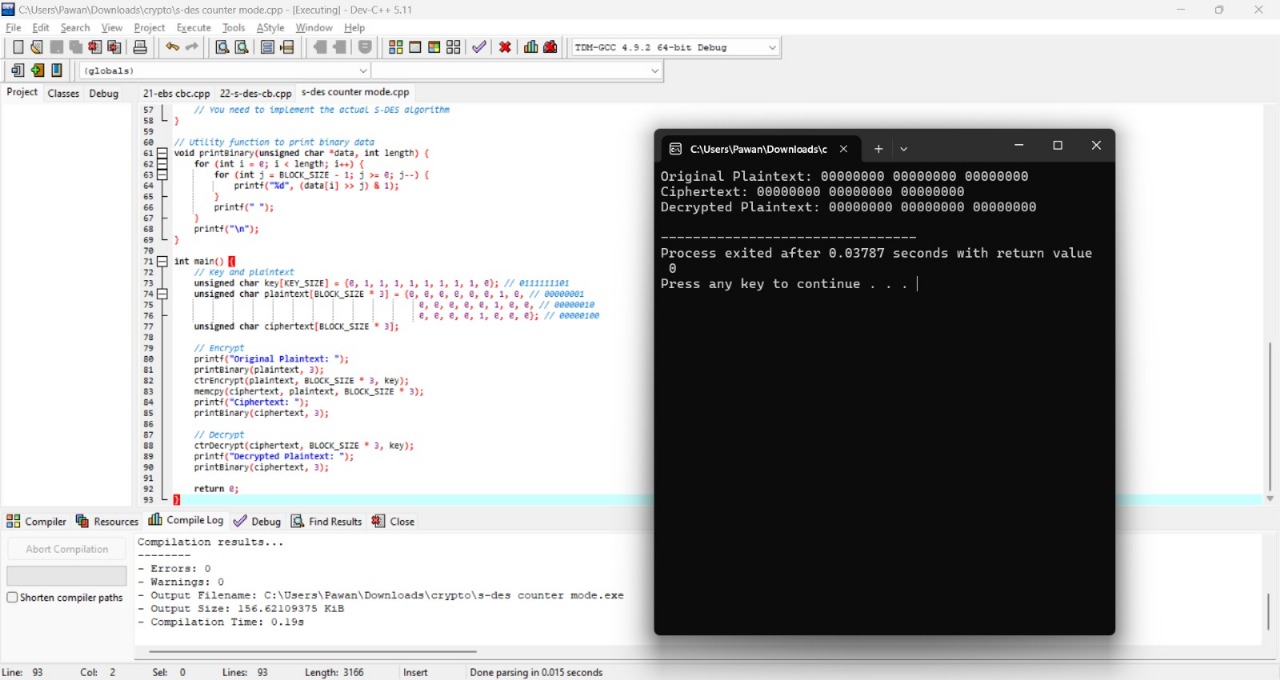 C:\Users\Pawan\Downloads\crypto\s-des counter mode.cpp - [Executing] - Dev-C++ 5.11
File Edit Search View Project Execute Tools AStyle Window Help
TDM-GCC 4.9.2 64-bit Debug
(globals)
Project Classes Debug 21-ebs cbc.cpp 22-s-des-cb.cpp s-des counter mode.cpp
57 // You need to implement the actual S-DES algorithm
58 }
59
60 // Utility function to print binary data
61 void printBinary(unsigned char *data, int length) {
62 for (int i = 0; i < length; i++) {
63 for (int j = BLOCK_SIZE - 1; j >= 0; j--) {
64 printf("%d", (data[i] >> j) & 1);
65 }
66 printf(" ");
67 }
68 printf("\n");
69 }
70
71 int main() {
72 // Key and plaintext
73 unsigned char key[KEY_SIZE] = {0, 1, 1, 1, 1, 1, 1, 1, 1, 0}; // 0111111101
74 unsigned char plaintext[BLOCK_SIZE * 3] = {0, 0, 0, 0, 0, 0, 1, 0, // 00000001
75 0, 0, 0, 0, 0, 1, 0, 0, // 00000010
76 0, 0, 0, 0, 1, 0, 0, 0}; // 00000100
77 unsigned char ciphertext[BLOCK_SIZE * 3];
78
79 // Encrypt
80 printf("Original Plaintext: ");
81 printBinary(plaintext, 3);
82 ctrEncrypt(plaintext, BLOCK_SIZE * 3, key);
83 memcpy(ciphertext, plaintext, BLOCK_SIZE * 3);
84 printf("Ciphertext: ");
85 printBinary(ciphertext, 3);
86
87 // Decrypt
88 ctrDecrypt(ciphertext, BLOCK_SIZE * 3, key);
89 printf("Decrypted Plaintext: ");
90 printBinary(ciphertext, 3);
91
92 return 0;
93 }
C:\Users\Pawan\Downloads\c
Original Plaintext: 00000000 00000000 00000000
Ciphertext: 00000000 00000000 00000000
Decrypted Plaintext: 00000000 00000000 00000000
--------------------------------
Process exited after 0.03787 seconds with return value
0
Press any key to continue . . .
Compiler Resources Compile Log Debug Find Results Close
Abort Compilation
Shorten compiler paths
Compilation results...
--------
- Errors: 0
- Warnings: 0
- Output Filename: C:\Users\Pawan\Downloads\crypto\s-des counter mode.exe
- Output Size: 156.62109375 KiB
- Compilation Time: 0.19s
Line: 93 Col: 2 Sel: 0 Lines: 93 Length: 3166 Insert Done parsing in 0.015 seconds